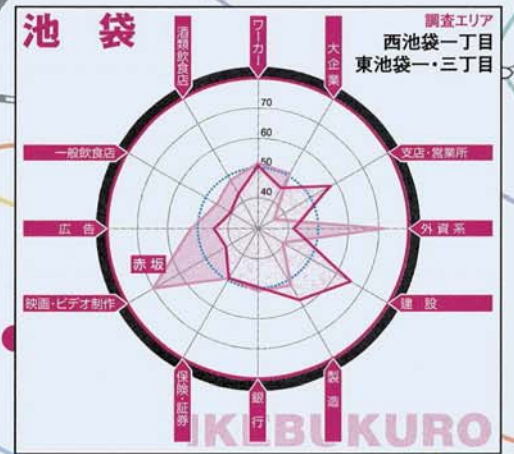 池袋
調査エリア
西池袋一丁目
東池袋一・三丁目
ワーカー
大企業
支店・営業所
外資系
建設
製造
銀行
保険・証券
映画・ビデオ制作
広告
一般飲食店
酒類飲食店
70
60
50
40
赤坂
IKEBUKURO